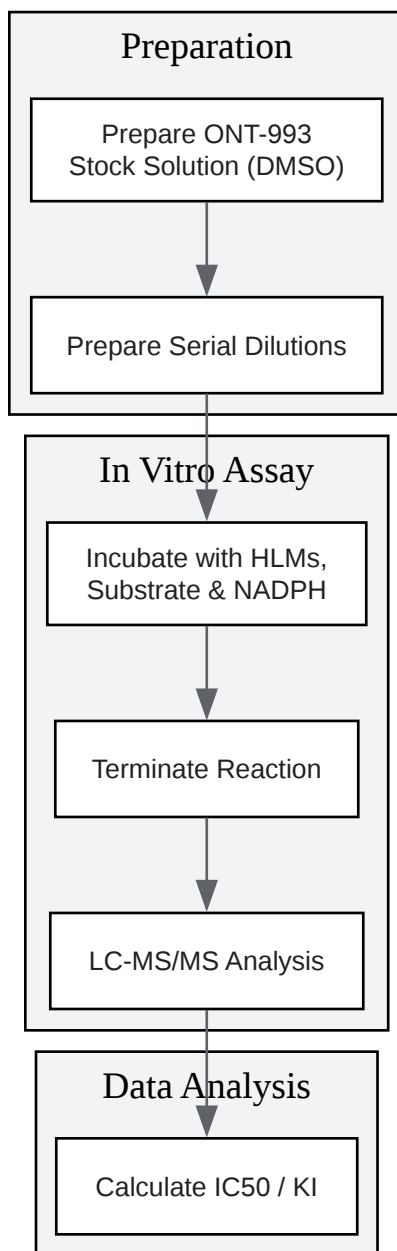 Preparation
Prepare ONT-993
Stock Solution (DMSO)
Prepare Serial Dilutions
In Vitro Assay
Incubate with HLMs,
Substrate & NADPH
Terminate Reaction
LC-MS/MS Analysis
Data Analysis
Calculate IC50 / KI